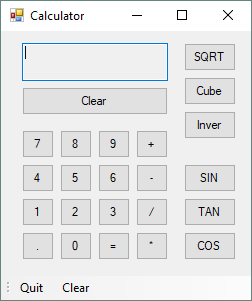 Calculator
SQRT
Clear
Cube
Inver
7 8 9 +
4 5 6 - SIN
1 2 3 / TAN
. 0 = * COS
Quit Clear